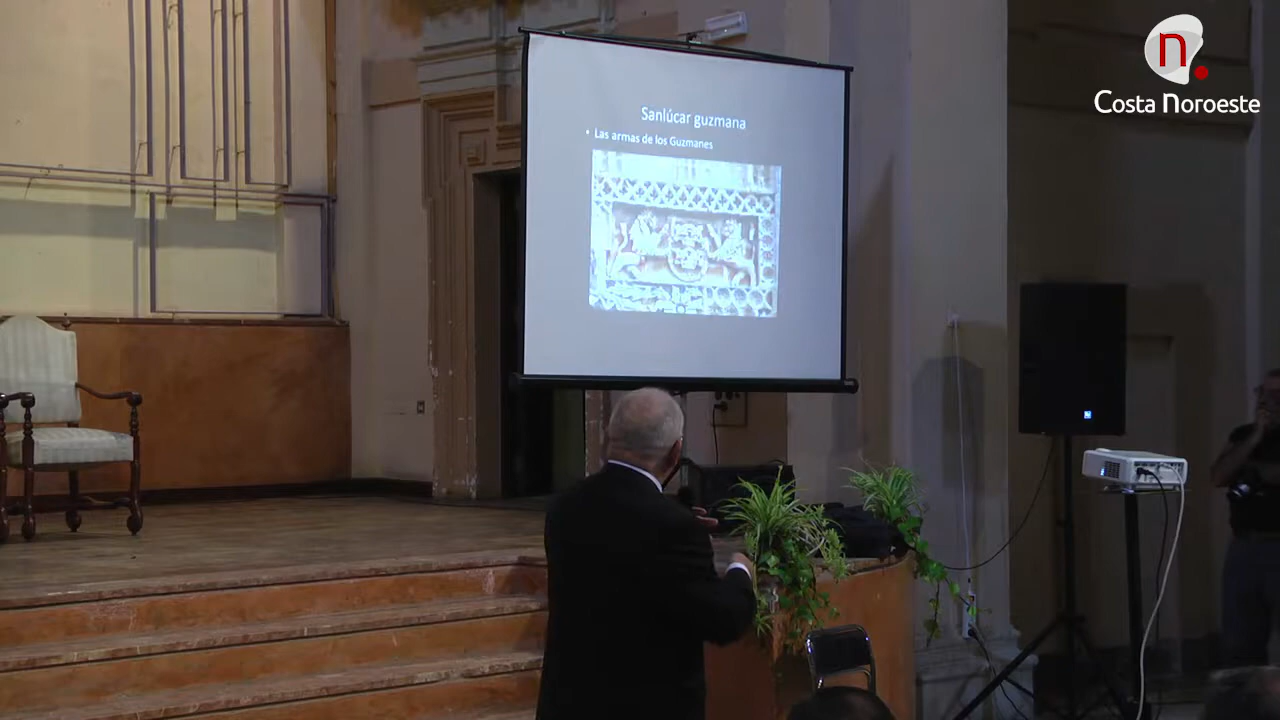 Sanlúcar guzmana
• Las armas de los Guzmanes
n.
Costa Noroeste